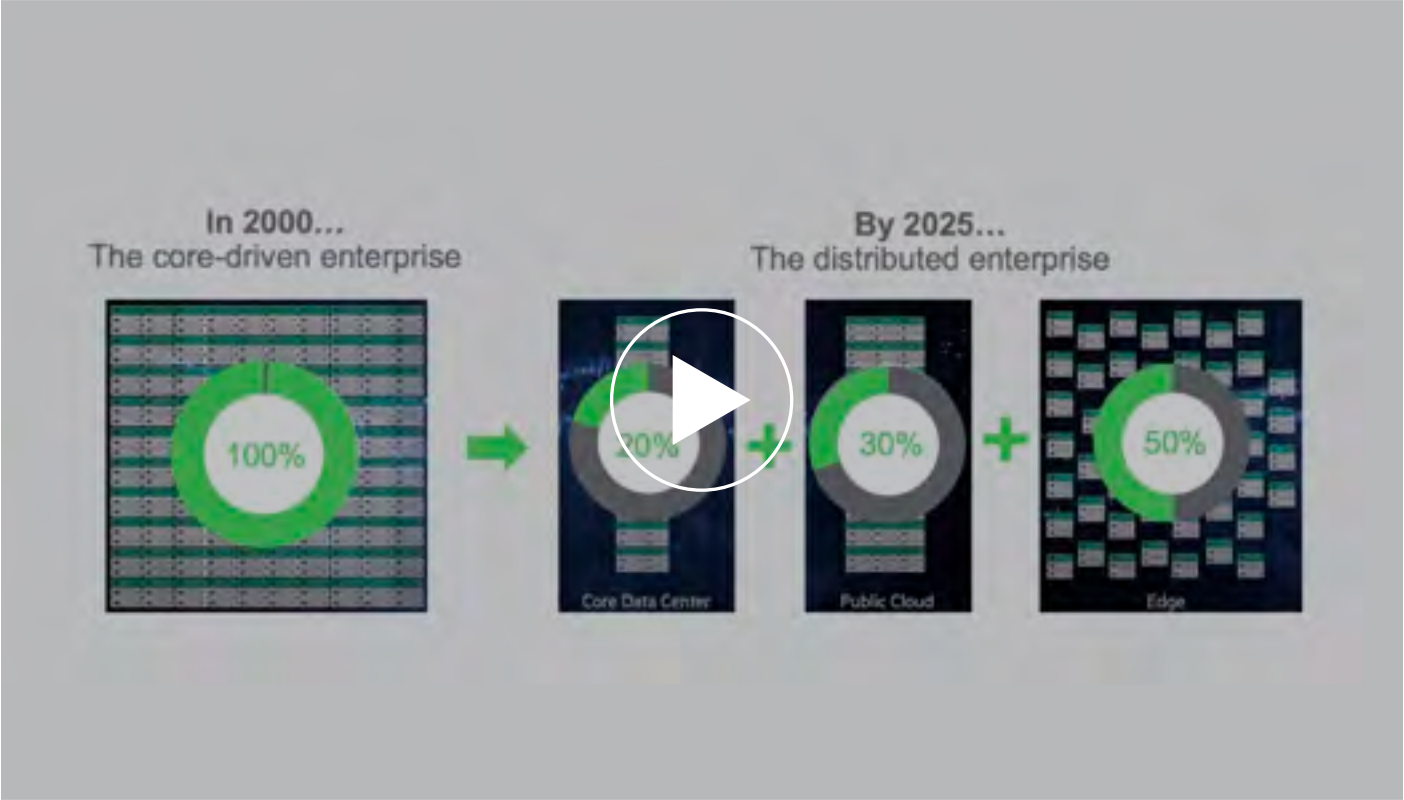 In 2000…
The core-driven enterprise
By 2025…
The distributed enterprise
100%
20%
30%
50%
Core Data Center
Public Cloud
Edge